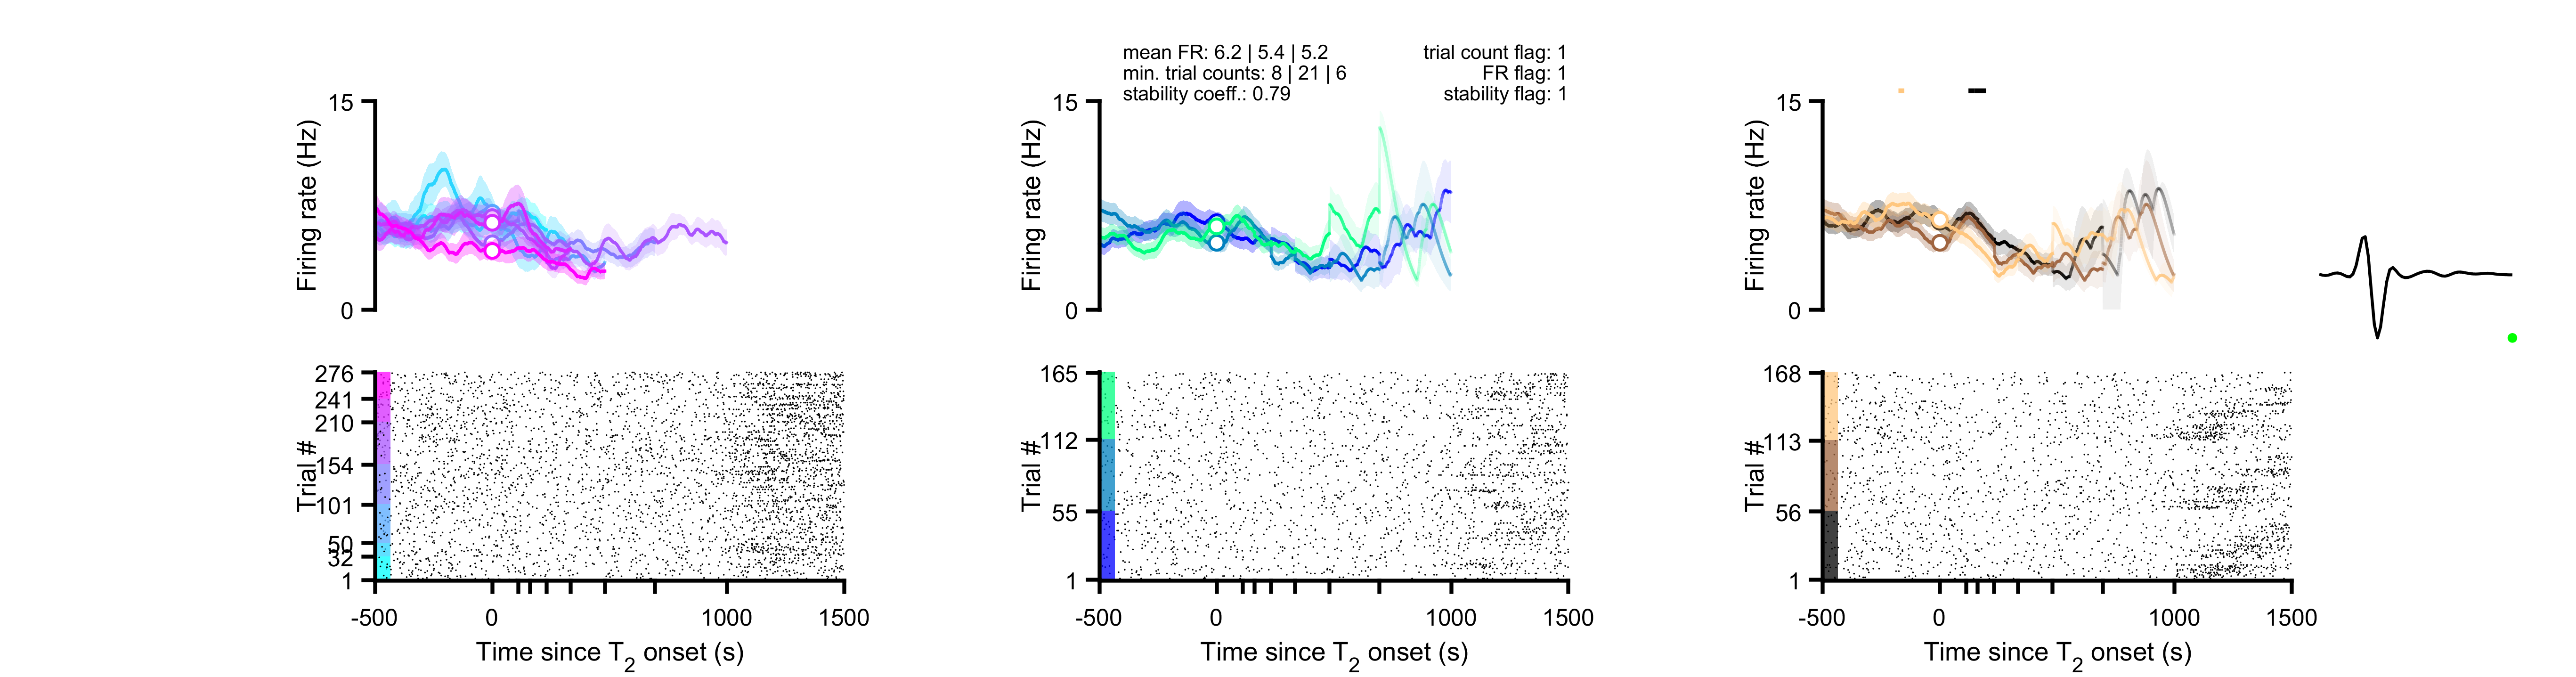 mean FR: 6.2 | 5.4 | 5.2
min. trial counts: 8 | 21 | 6
stability coeff.: 0.79
trial count flag: 1
FR flag: 1
stability flag: 1
15
Firing rate (Hz)
0
276
241
210
154
101
50
32
1
Trial #
-500
0
1000
1500
Time since T2 onset (s)
15
Firing rate (Hz)
0
165
112
55
1
Trial #
-500
0
1000
1500
Time since T2 onset (s)
15
Firing rate (Hz)
0
168
113
56
1
Trial #
-500
0
1000
1500
Time since T2 onset (s)